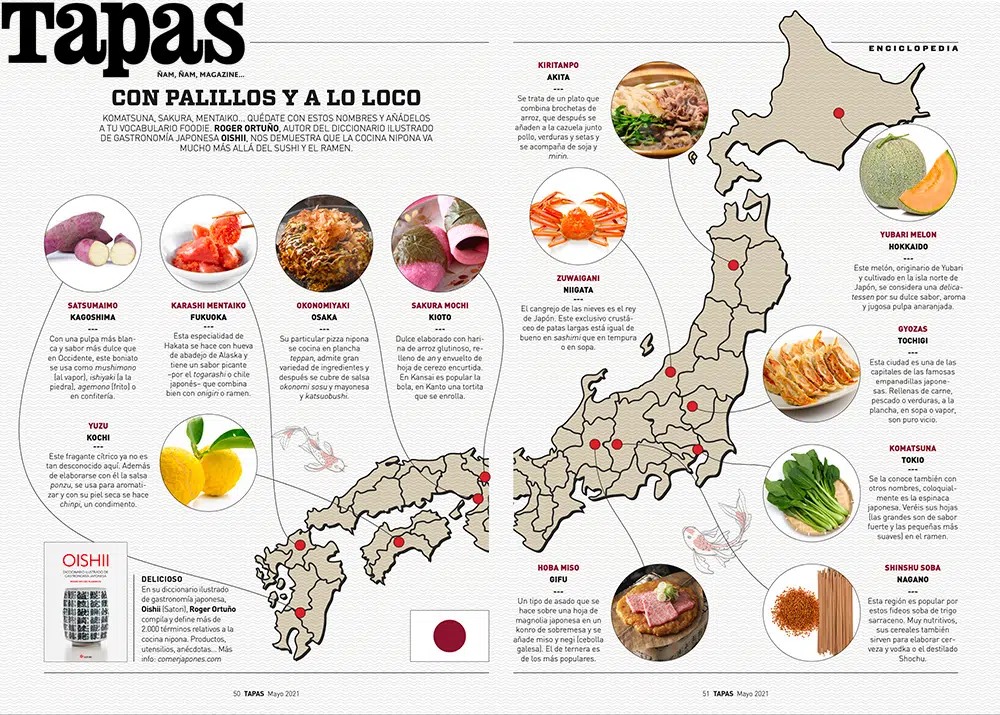 Tapas
ÑAM, ÑAM, MAGAZINE...
ENCICLOPEDIA
CON PALILLOS Y A LO LOCO
KOMATSUNA, SAKURA, MENTAIKO... QUÉDATE CON ESTOS NOMBRES Y AÑÁDELOS
A TU VOCABULARIO FOODIE. ROGER ORTUÑO, AUTOR DEL DICCIONARIO ILUSTRADO
DE GASTRONOMÍA JAPONESA OISHII, NOS DEMUESTRA QUE LA COCINA NIPONA VA
MUCHO MÁS ALLÁ DEL SUSHI Y EL RAMEN.
SATSUMAIMO
KAGOSHIMA
---
Con una pulpa más blan-
ca y sabor más dulce que
en Occidente, este boniato
se usa como mushimono
(al vapor), ishiyaki (a la
piedra), agemono (frito) o
en confitería.
KARASHI MENTAIKO
FUKUOKA
---
Esta especialidad de
Hakata se hace con hueva
de abadejo de Alaska y
tiene un sabor picante
–por el togarashi o chile
japonés– que combina
bien con onigiri o ramen.
OKONOMIYAKI
OSAKA
---
Su particular pizza nipona
se cocina en plancha
teppan, admite gran
variedad de ingredientes y
después se cubre de salsa
okonomi sosu y mayonesa
y katsuobushi.
SAKURA MOCHI
KIOTO
---
Dulce elaborado con hari-
na de arroz glutinoso, re-
lleno de an y envuelto de
hoja de cerezo encurtida.
En Kansai es popular la
bola, en Kanto una tortita
que se enrolla.
YUZU
KOCHI
---
Este fragante cítrico ya no es
tan desconocido aquí. Además
de elaborarse con él la salsa
ponzu, se usa para aromati-
zar y con su piel seca se hace
chinpi, un condimento.
OISHII
DICCIONARIO ILUSTRADO DE
GASTRONOMÍA JAPONESA
DELICIOSO
En su diccionario ilustrado
de gastronomía japonesa,
Oishii (Satori), Roger Ortuño
compila y define más de
2.000 términos relativos a la
cocina nipona. Productos,
utensilios, anécdotas... Más
info: comerjapones.com
50 TAPAS Mayo 2021
KIRITANPO
AKITA
---
Se trata de un plato que
combina brochetas de
arroz, que después se
añaden a la cazuela junto
pollo, verduras y setas y
se acompaña de soja y
mirin.
ZUWAIGANI
NIIGATA
---
El cangrejo de las nieves es el rey
de Japón. Este exclusivo crustá-
ceo de patas largas está igual de
bueno en sashimi que en tempura
o en sopa.
YUBARI MELON
HOKKAIDO
---
Este melón, originario de Yubari
y cultivado en la isla norte de
Japón, se considera una delica-
tessen por su dulce sabor, aroma
y jugosa pulpa anaranjada.
GYOZAS
TOCHIGI
---
Esta ciudad es una de las
capitales de las famosas
empanadillas japone-
sas. Rellenas de carne,
pescado o verduras, a la
plancha, en sopa o vapor,
son puro vicio.
KOMATSUNA
TOKIO
---
Se la conoce también con
otros nombres, coloquial-
mente es la espinaca
japonesa. Veréis sus hojas
(las grandes son de sabor
fuerte y las pequeñas más
suaves) en el ramen.
HOBA MISO
GIFU
---
Un tipo de asado que se
hace sobre una hoja de
magnolia japonesa en un
konro de sobremesa y se
añade miso y negi (cebolla
galesa). El de ternera es
de los más populares.
SHINSHU SOBA
NAGANO
---
Esta región es popular por
estos fideos soba de trigo
sarraceno. Muy nutritivos,
sus cereales también
sirven para elaborar cer-
veza y vodka o el destilado
Shochu.
51 TAPAS Mayo 2021